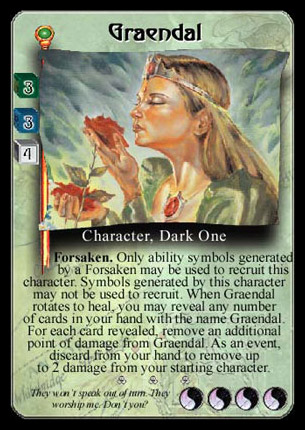 Graendal
3
3
4
Character, Dark One
Forsaken. Only ability symbols generated
by a Forsaken may be used to recruit this
character. Symbols generated by this character
may not be used to recruit. When Graendal
rotates to heal, you may reveal any number
of cards in your hand with the name Graendal.
For each card revealed, remove an additional
point of damage from Graendal. As an event,
discard from your hand to remove up
to 2 damage from your starting character.
They won't speak out of turn. They
worship me. Don't you?